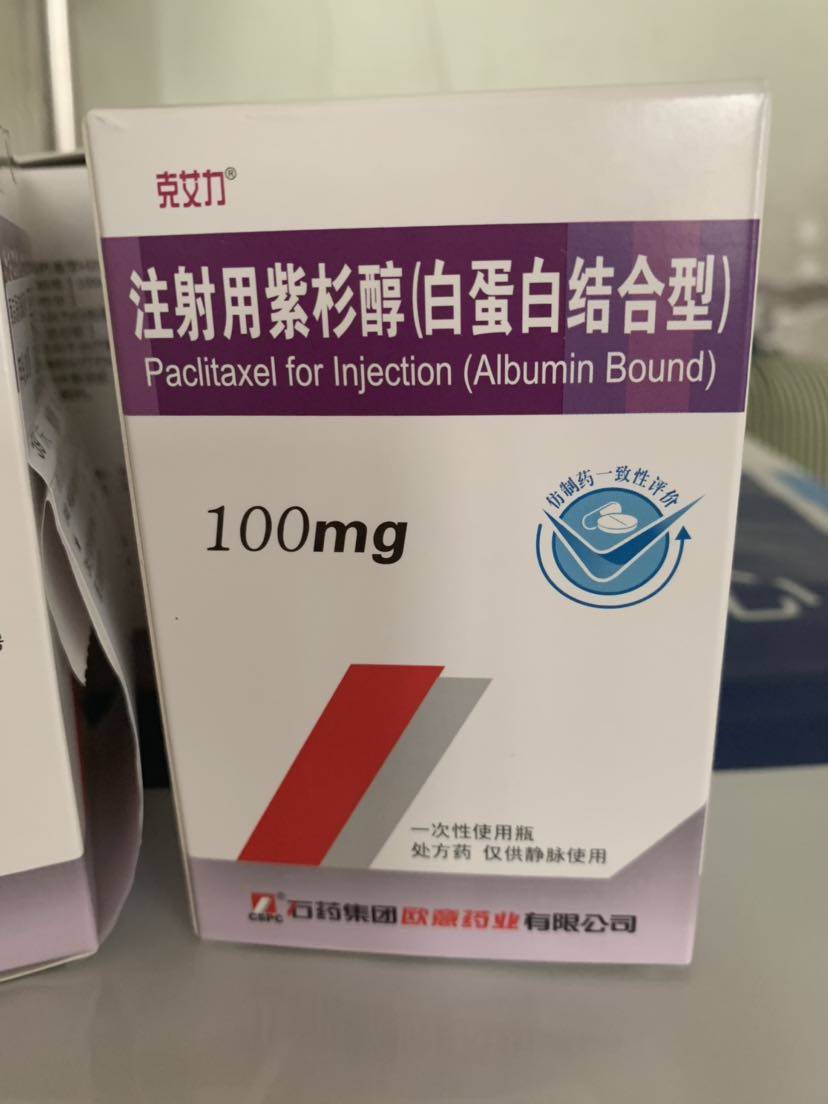 克艾力®
注射用紫杉醇(白蛋白结合型)
Paclitaxel for Injection (Albumin Bound)
仿制药一致性评价
100mg
一次性使用瓶
处方药 仅供静脉使用
CSPC® 石药集团欧意药业有限公司